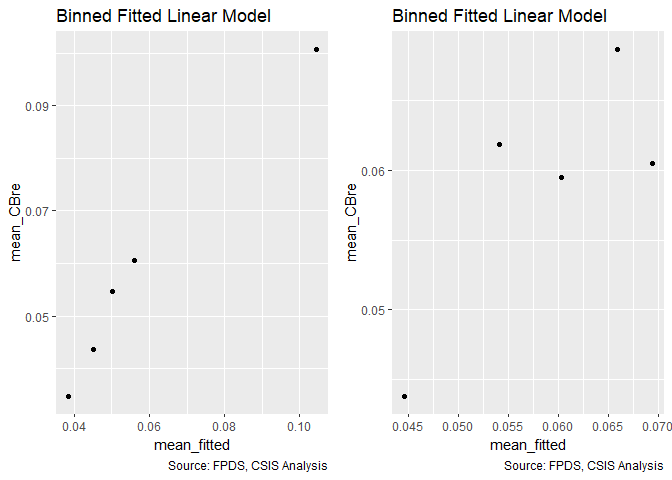 Binned Fitted Linear Model
mean_CBre
0.09
0.07
0.05
0.04
0.06
0.08
0.10
mean_fitted
Source: FPDS, CSIS Analysis
Binned Fitted Linear Model
mean_CBre
0.06
0.05
0.045
0.050
0.055
0.060
0.065
0.070
mean_fitted
Source: FPDS, CSIS Analysis